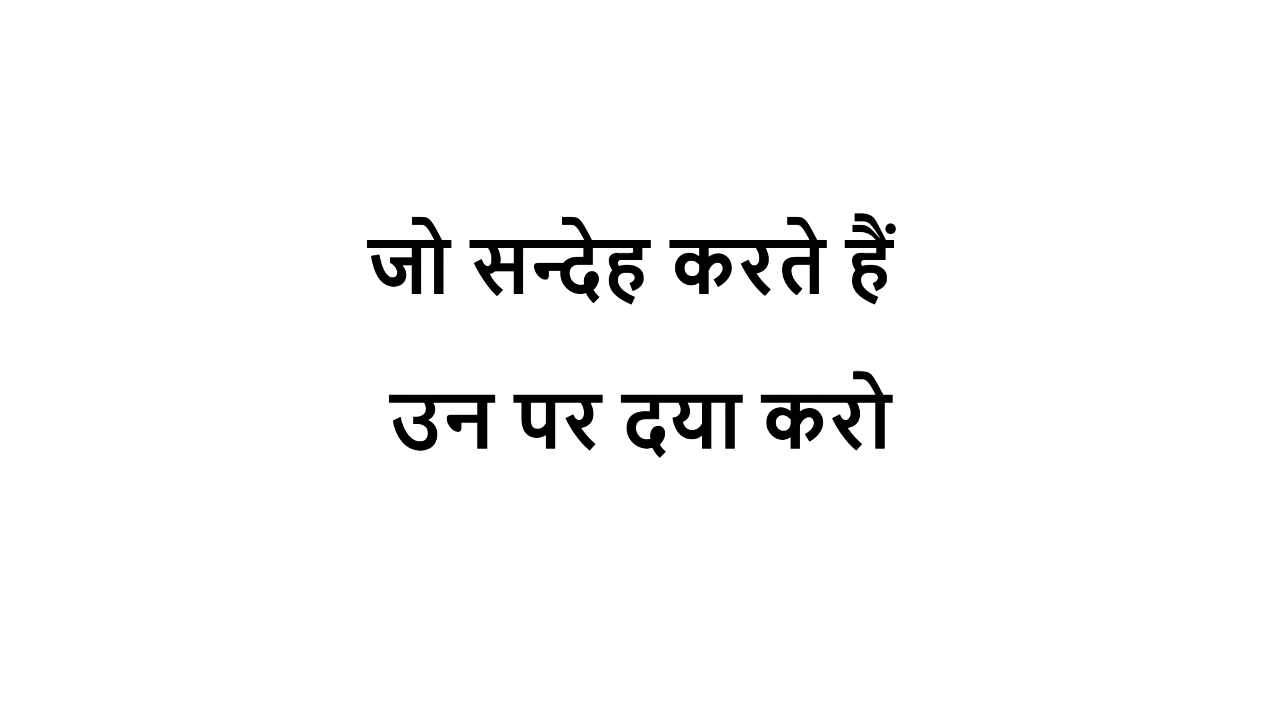 जो सन्देह करते हैं
उन पर दया करो